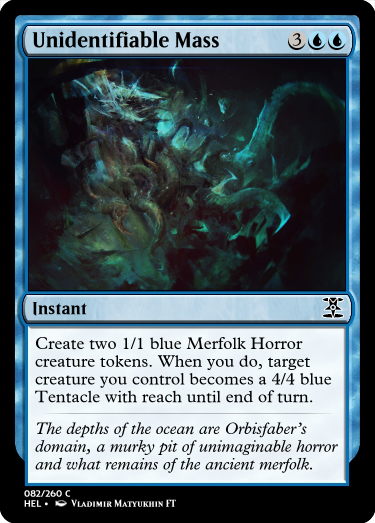 Unidentifiable Mass
3
Instant
Create two 1/1 blue Merfolk Horror
creature tokens. When you do, target
creature you control becomes a 4/4 blue
Tentacle with reach until end of turn.
The depths of the ocean are Orbisfaber's
domain, a murky pit of unimaginable horror
and what remains of the ancient merfolk.
082/260 C
HEL • Vladimir Matyukhin FT